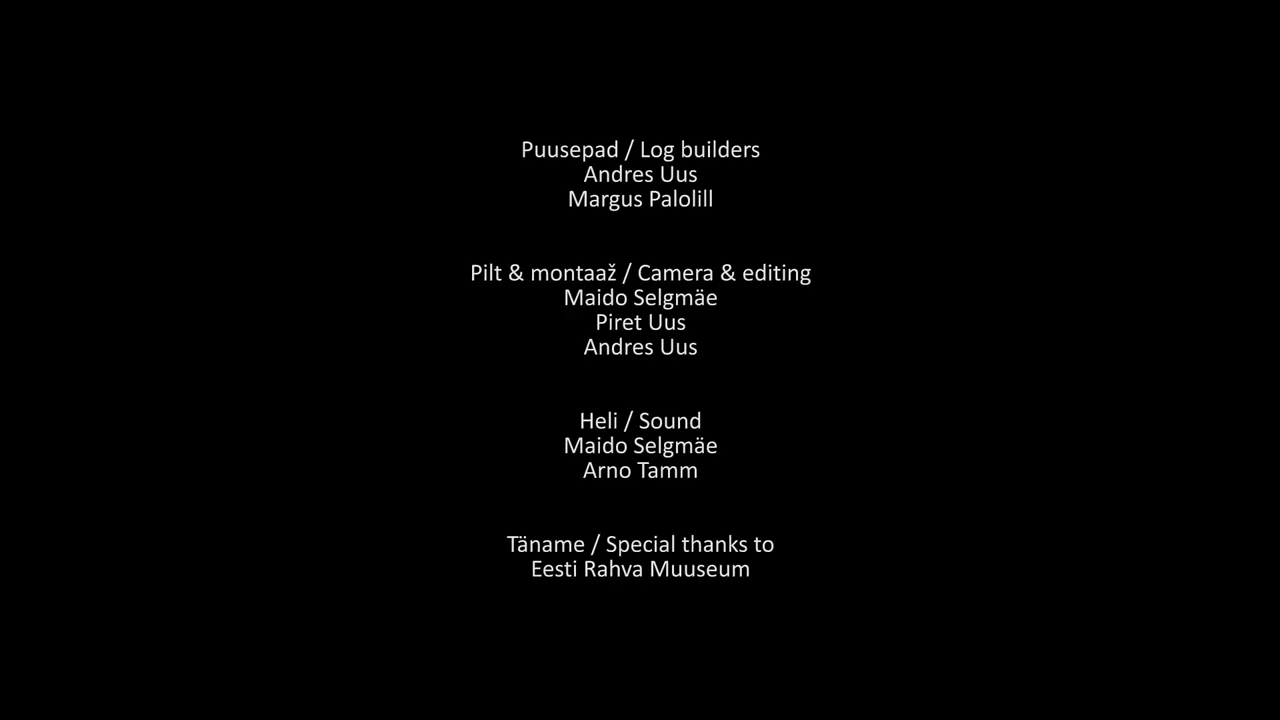 Puusepad / Log builders
Andres Uus
Margus Palolill
Pilt & montaaž / Camera & editing
Maido Selgmäe
Piret Uus
Andres Uus
Heli / Sound
Maido Selgmäe
Arno Tamm
Täname / Special thanks to
Eesti Rahva Muuseum